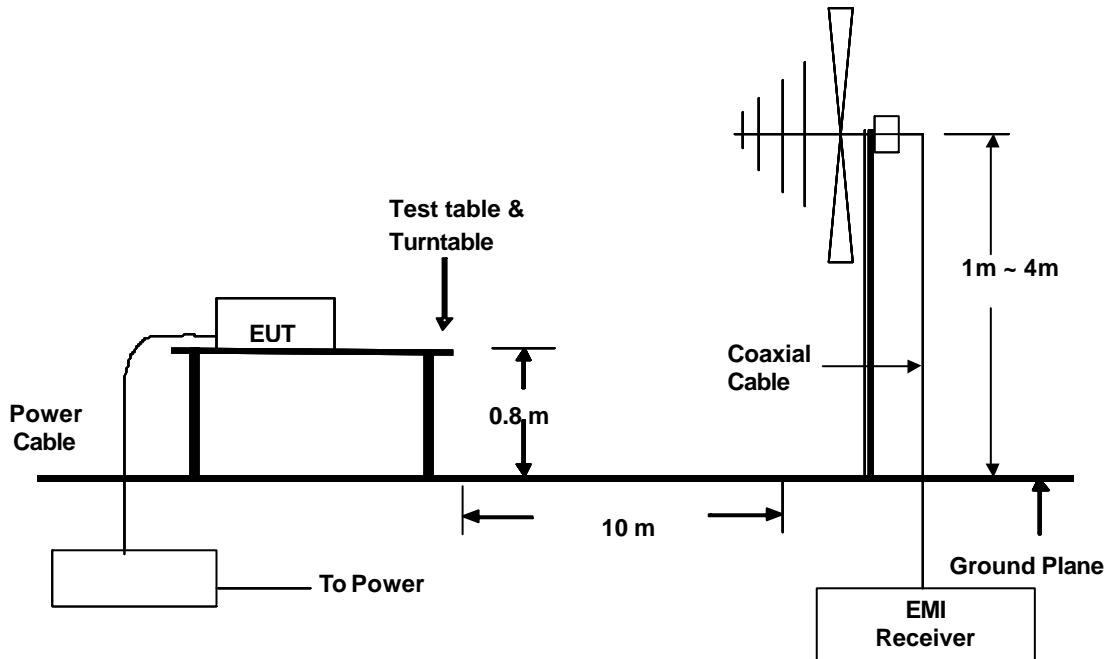 Test table &
Turntable
1m ~ 4m
EUT
Coaxial
Cable
0.8 m
Power
Cable
10 m
Ground Plane
To Power
EMI
Receiver